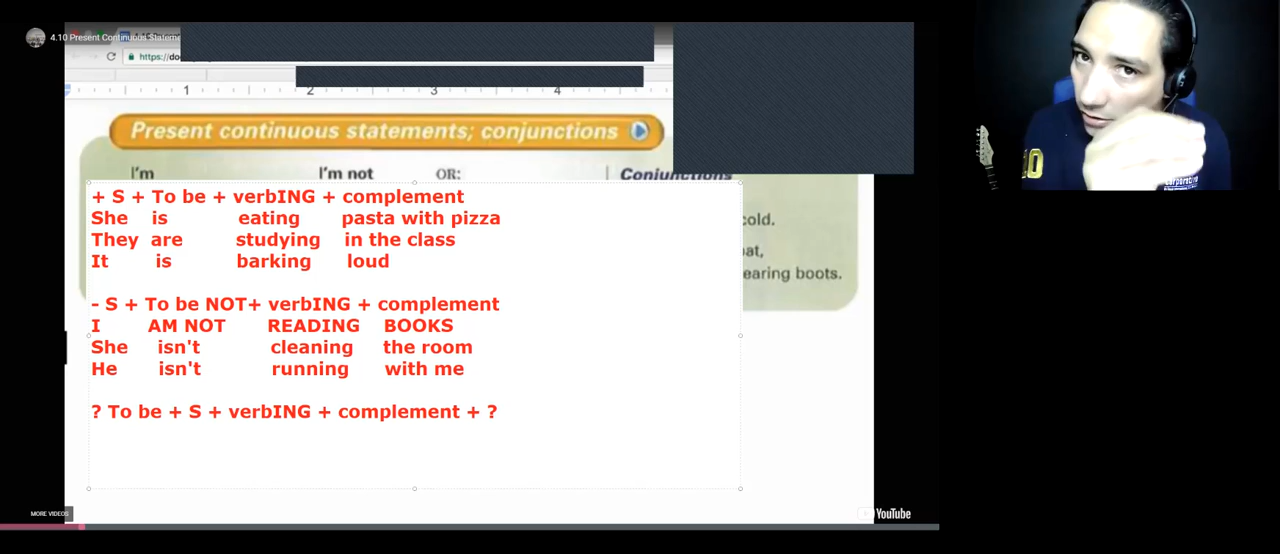 4.10 Present Continuous Stateme
https://do
1 2 3 4
Present continuous statements; conjunctions
I'm I'm not OR: Conjunctions
+ S + To be + verbING + complement
She is eating pasta with pizza
They are studying in the class
It is barking loud
cold.
at,
earing boots.
- S + To be NOT+ verbING + complement
I AM NOT READING BOOKS
She isn't cleaning the room
He isn't running with me
? To be + S + verbING + complement + ?
MORE VIDEOS
YouTube